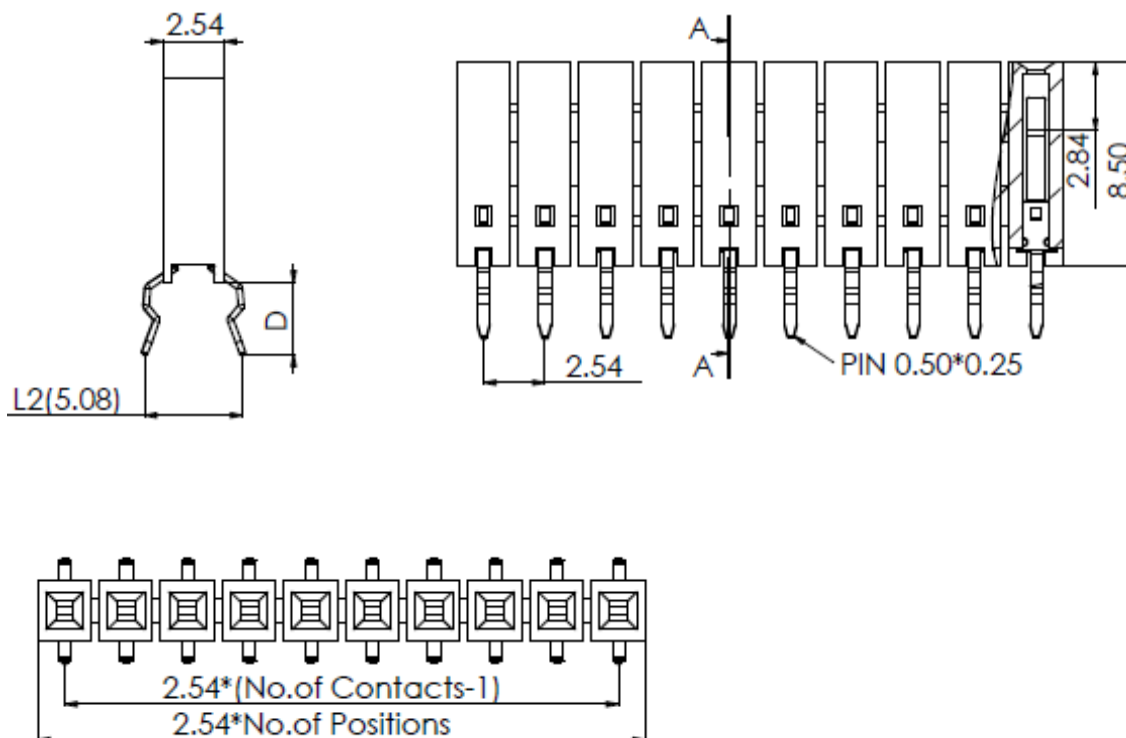 2.54
A
2.84
8.50
D
L2(5.08)
2.54
A
PIN 0.50*0.25
2.54*(No.of Contacts-1)
2.54*No.of Positions